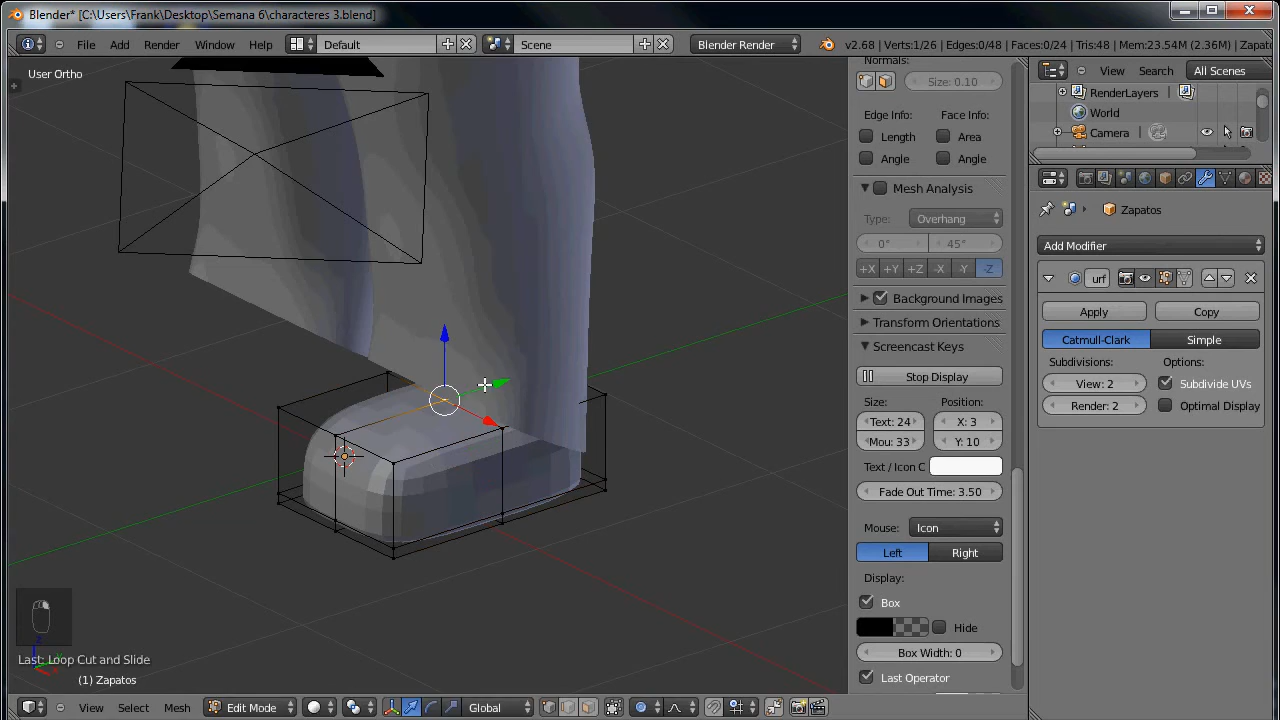 Blender* [C:\Users\Frank\Desktop\Semana 6\characteres 3.blend]
File Add Render Window Help Default Scene Blender Render v2.68 | Verts:1/26 | Edges:0/48 | Faces:0/24 | Tris:48 | Mem:23.54M (2.36M) | Zapato
User Ortho
Normals:
Size: 0.10
Edge Info: Face Info:
Length Area
Angle Angle
Mesh Analysis
Type: Overhang
0° 45°
+X +Y +Z -X -Y -Z
Background Images
Transform Orientations
Screencast Keys
Stop Display
Size: Position:
Text: 24 X: 3
Mou: 33 Y: 10
Text / Icon C
Fade Out Time: 3.50
Mouse: Icon
Left Right
Display:
Box
Hide
Box Width: 0
Last Operator
View Search All Scenes
RenderLayers
World
Camera
Zapatos
Add Modifier
urf
Apply Copy
Catmull-Clark Simple
Subdivisions: Options:
View: 2 Subdivide UVs
Render: 2 Optimal Display
Last: Loop Cut and Slide
(1) Zapatos
View Select Mesh Edit Mode Global